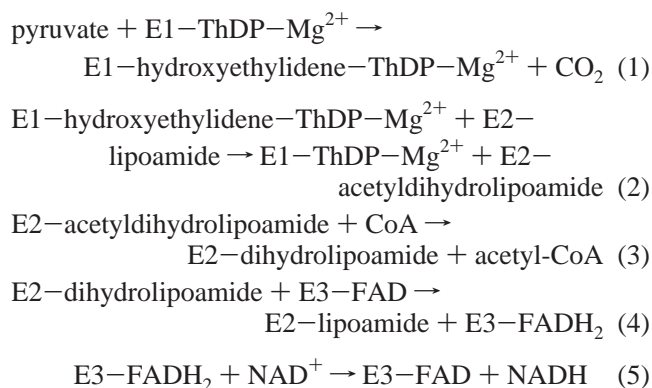 pyruvate + E1−ThDP−Mg²⁺ →
E1−hydroxyethylidene−ThDP−Mg²⁺ + CO₂ (1)
E1−hydroxyethylidene−ThDP−Mg²⁺ + E2−
lipoamide → E1−ThDP−Mg²⁺ + E2−
acetyldihydrolipoamide (2)
E2−acetyldihydrolipoamide + CoA →
E2−dihydrolipoamide + acetyl-CoA (3)
E2−dihydrolipoamide + E3−FAD →
E2−lipoamide + E3−FADH₂ (4)
E3−FADH₂ + NAD⁺ → E3−FAD + NADH (5)